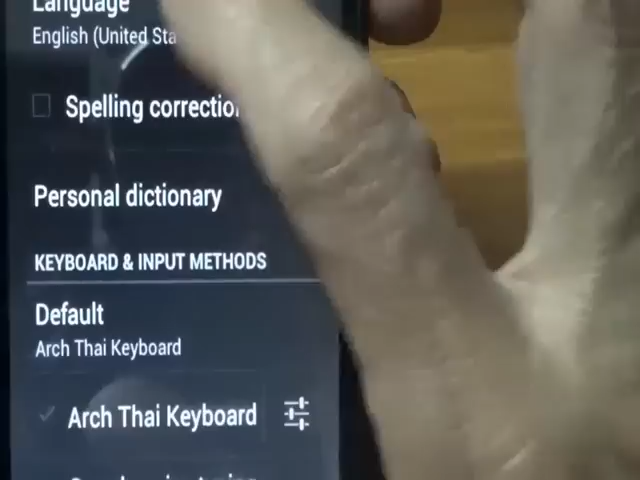 Language
English (United Sta
Spelling correction
Personal dictionary
KEYBOARD & INPUT METHODS
Default
Arch Thai Keyboard
Arch Thai Keyboard